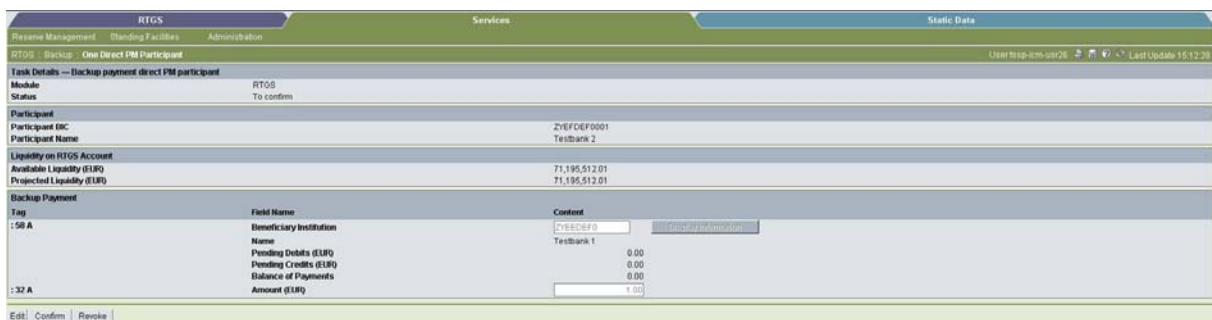 RTGS Services Static Data
Reserve Management Standing Facilities Administration
RTGS : Backup : One Direct PM Participant Last Update 15:12:28
Task Details — Backup payment direct PM participant
Module RTGS
Status To confirm
Participant
Participant BIC ZYEFDEF0001
Participant Name Testbank 2
Liquidity on RTGS Account
Available Liquidity (EUR) 71,195,512.01
Projected Liquidity (EUR) 71,195,512.01
Backup Payment
Tag Field Name Content
: 58 A Beneficiary Institution ZYEEDEF0 Display Information
Name Testbank 1
Pending Debits (EUR) 0.00
Pending Credits (EUR) 0.00
Balance of Payments 0.00
: 32 A Amount (EUR) 1.00
Edit Confirm Revoke